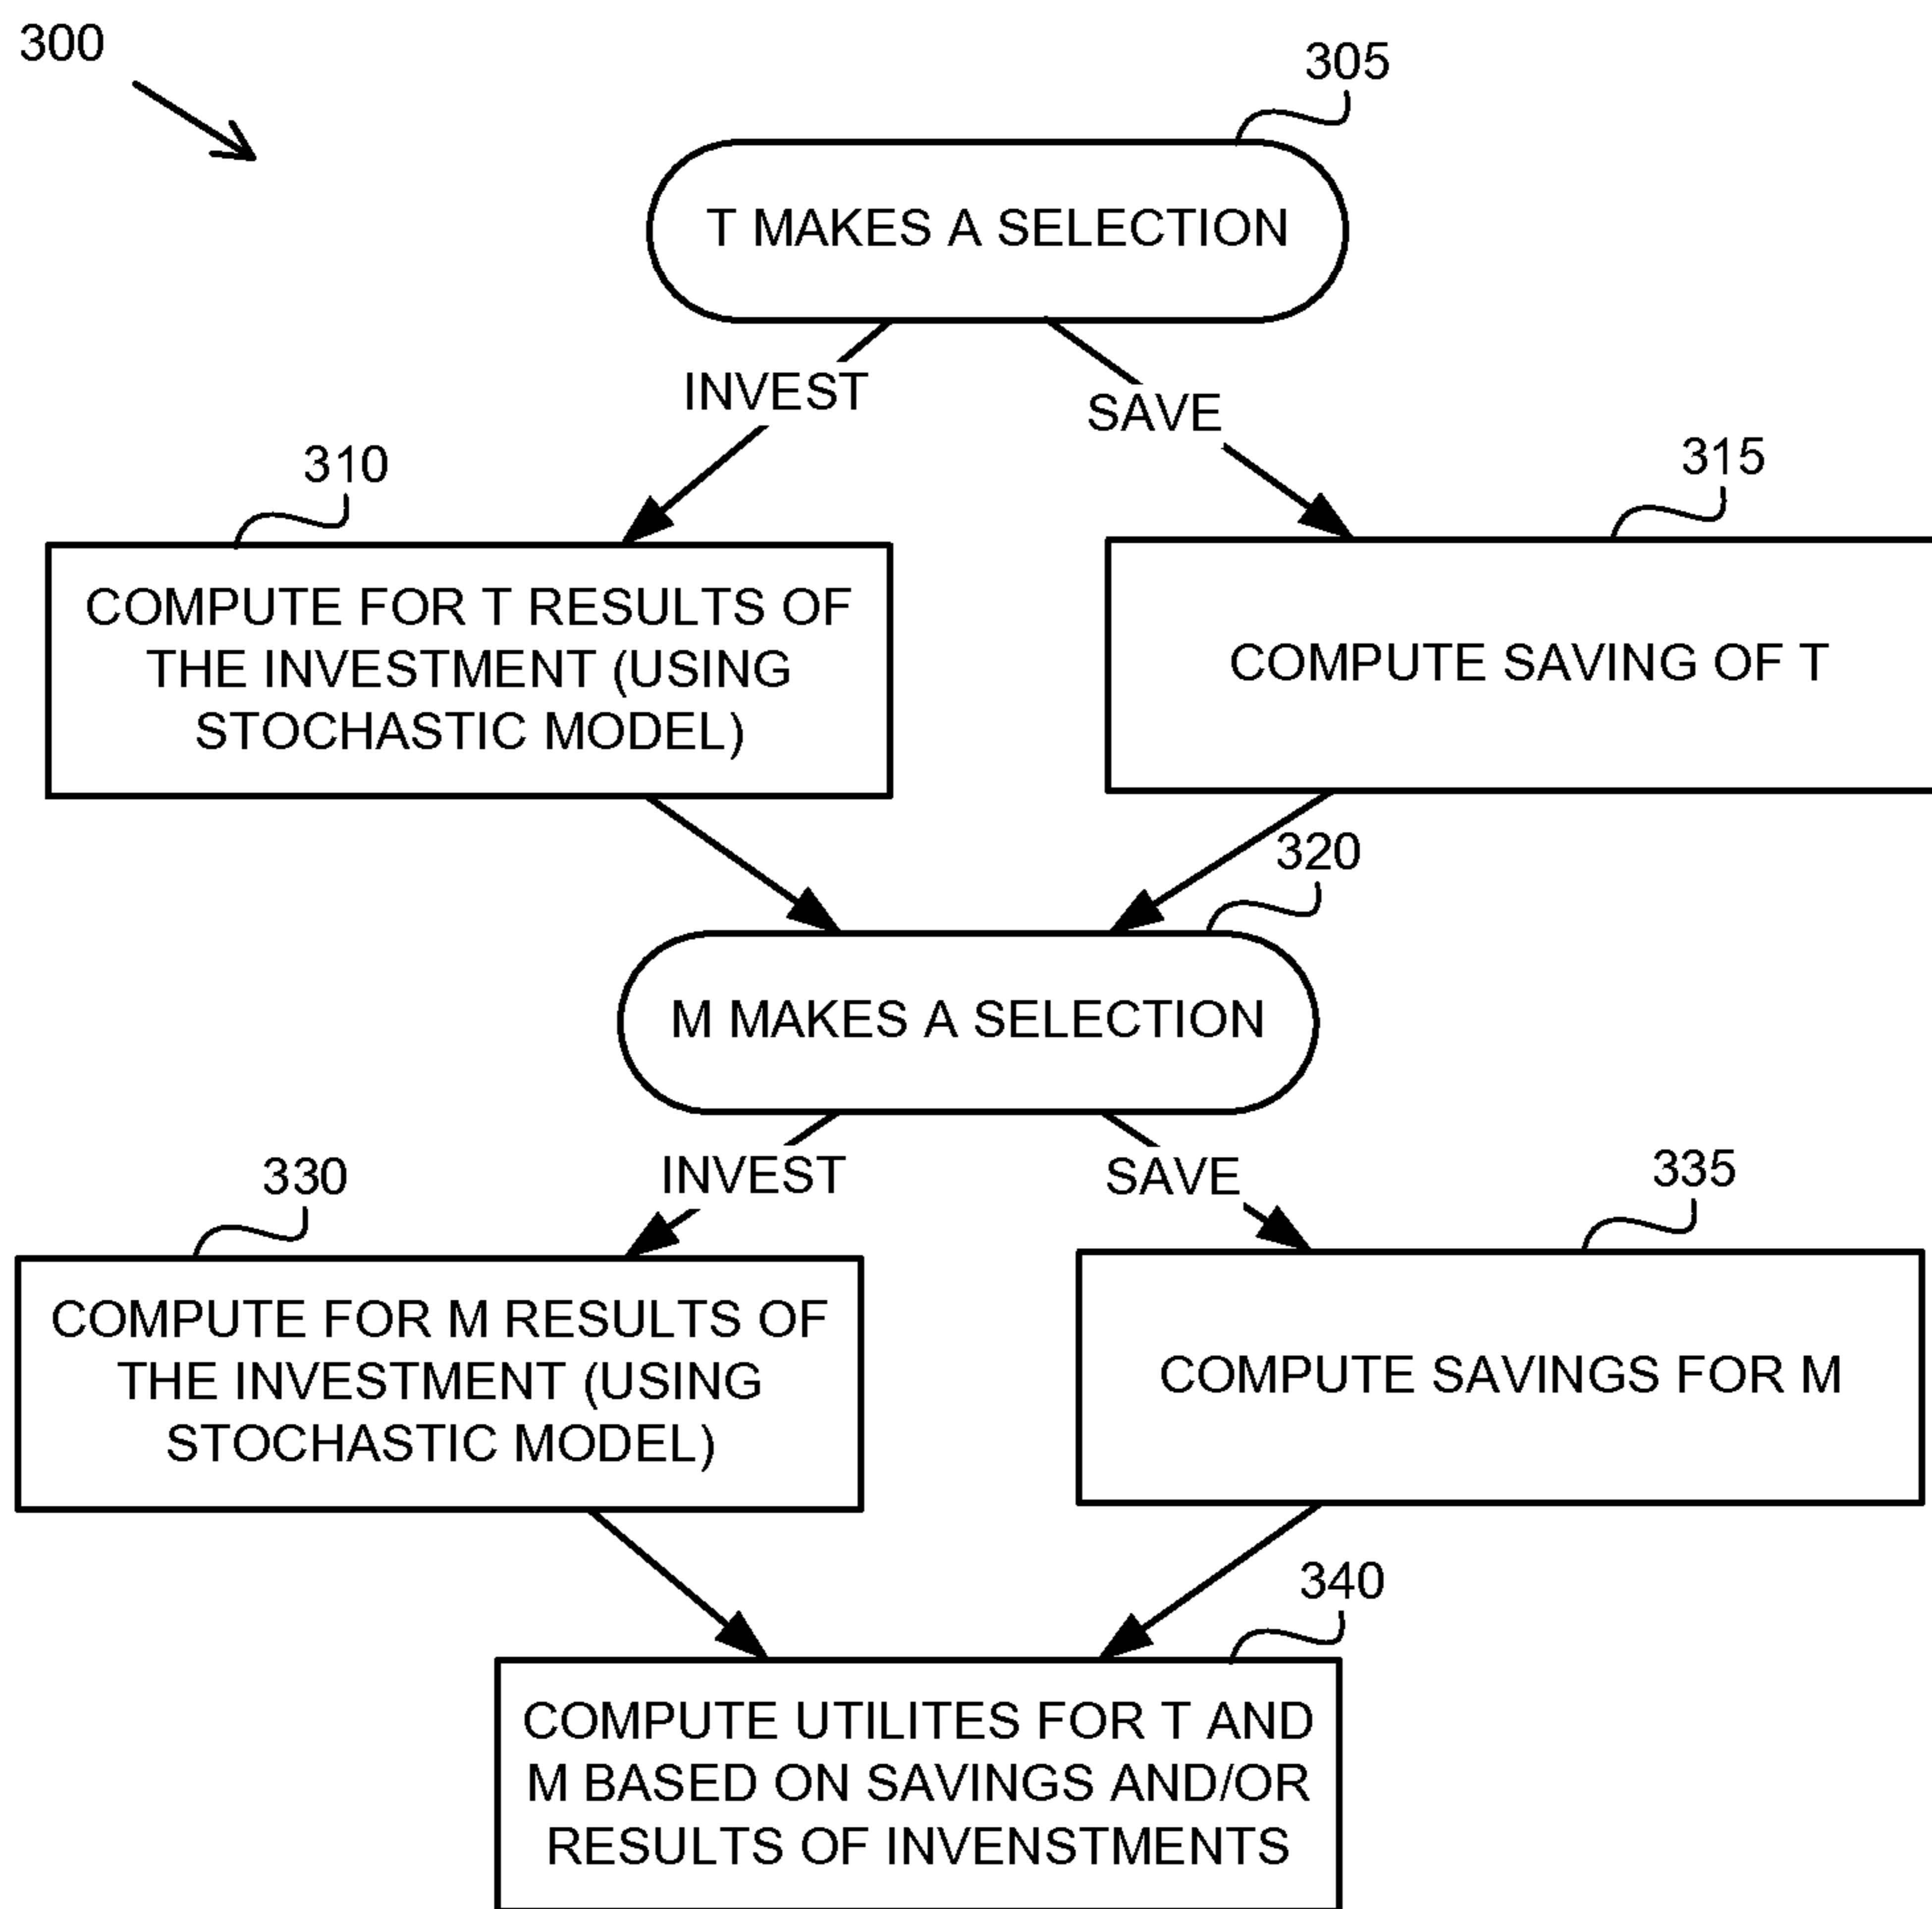 300
305
T MAKES A SELECTION
INVEST
SAVE
310
315
COMPUTE FOR T RESULTS OF
THE INVESTMENT (USING
STOCHASTIC MODEL)
COMPUTE SAVING OF T
320
M MAKES A SELECTION
INVEST
SAVE
330
335
COMPUTE FOR M RESULTS OF
THE INVESTMENT (USING
STOCHASTIC MODEL)
COMPUTE SAVINGS FOR M
340
COMPUTE UTILITES FOR T AND
M BASED ON SAVINGS AND/OR
RESULTS OF INVENSTMENTS